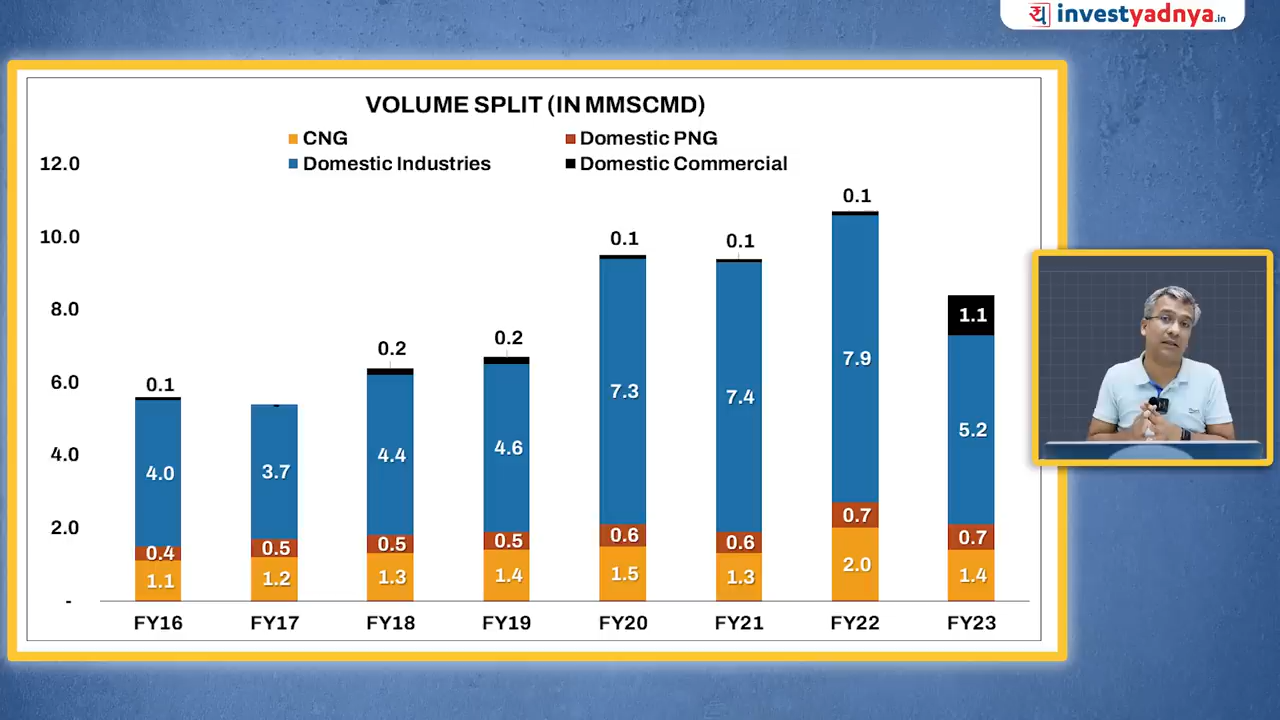 य investyadnya.in
VOLUME SPLIT (IN MMSCMD)
CNG Domestic PNG
Domestic Industries Domestic Commercial
12.0
10.0
8.0
6.0
4.0
2.0
-
0.1 4.0 0.4 1.1
3.7 0.5 1.2
0.2 4.4 0.5 1.3
0.2 4.6 0.5 1.4
0.1 7.3 0.6 1.5
0.1 7.4 0.6 1.3
0.1 7.9 0.7 2.0
1.1 5.2 0.7 1.4
FY16 FY17 FY18 FY19 FY20 FY21 FY22 FY23